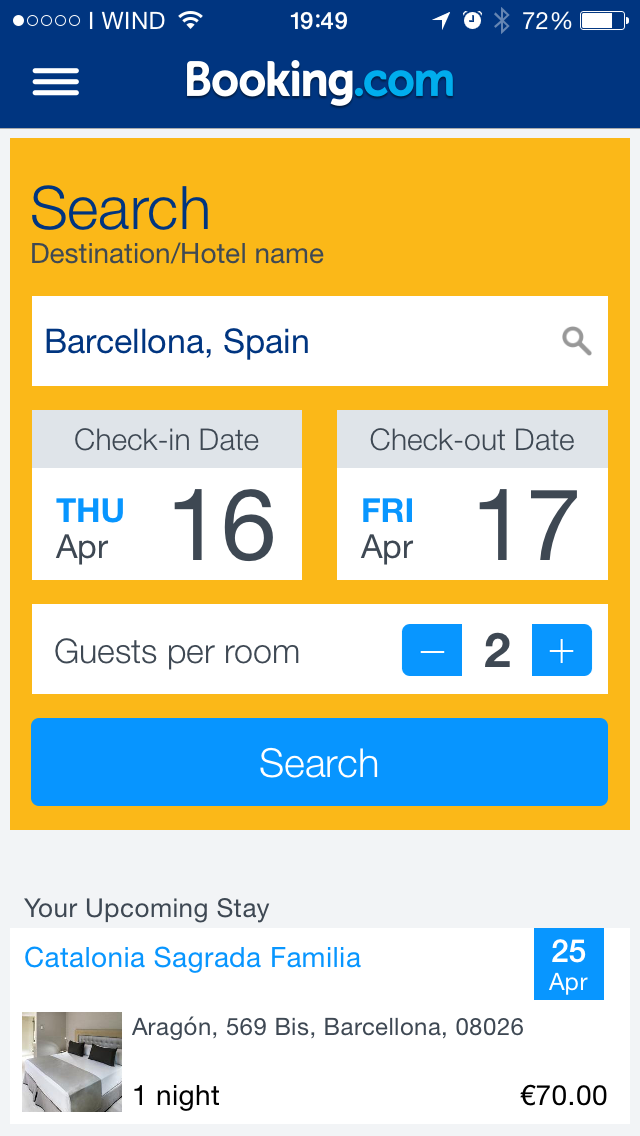 I WIND 19:49 72%
Booking.com
Search
Destination/Hotel name
Barcellona, Spain
Check-in Date Check-out Date
THU 16 FRI 17
Apr Apr
Guests per room — 2 +
Search
Your Upcoming Stay
Catalonia Sagrada Familia 25
Apr
Aragón, 569 Bis, Barcellona, 08026
1 night €70.00